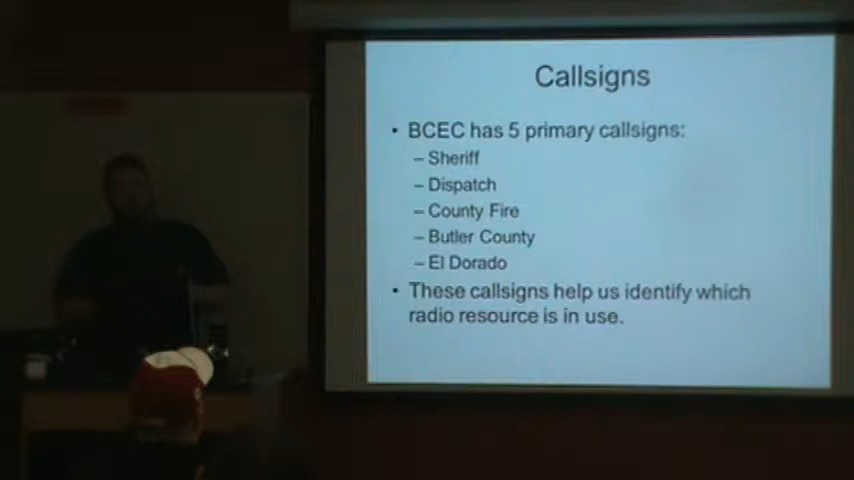 Callsigns
• BCEC has 5 primary callsigns:
– Sheriff
– Dispatch
– County Fire
– Butler County
– El Dorado
• These callsigns help us identify which
radio resource is in use.